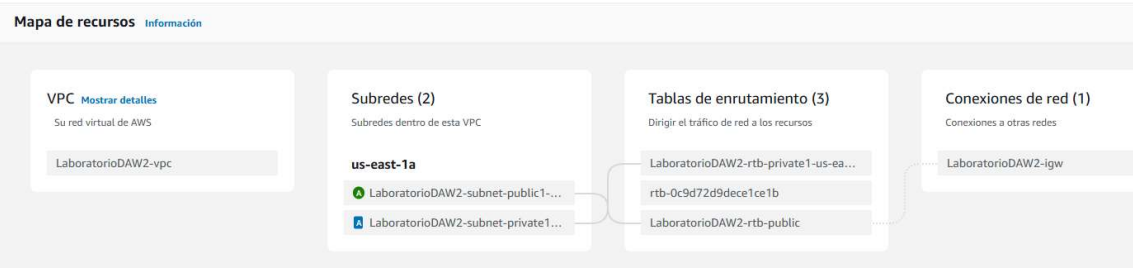 Mapa de recursos Información
VPC Mostrar detalles
Su red virtual de AWS
LaboratorioDAW2-vpc
Subredes (2)
Subredes dentro de esta VPC
us-east-1a
A LaboratorioDAW2-subnet-public1-...
A LaboratorioDAW2-subnet-private1...
Tablas de enrutamiento (3)
Dirigir el tráfico de red a los recursos
LaboratorioDAW2-rtb-private1-us-ea...
rtb-0c9d72d9dece1ce1b
LaboratorioDAW2-rtb-public
Conexiones de red (1)
Conexiones a otras redes
LaboratorioDAW2-igw